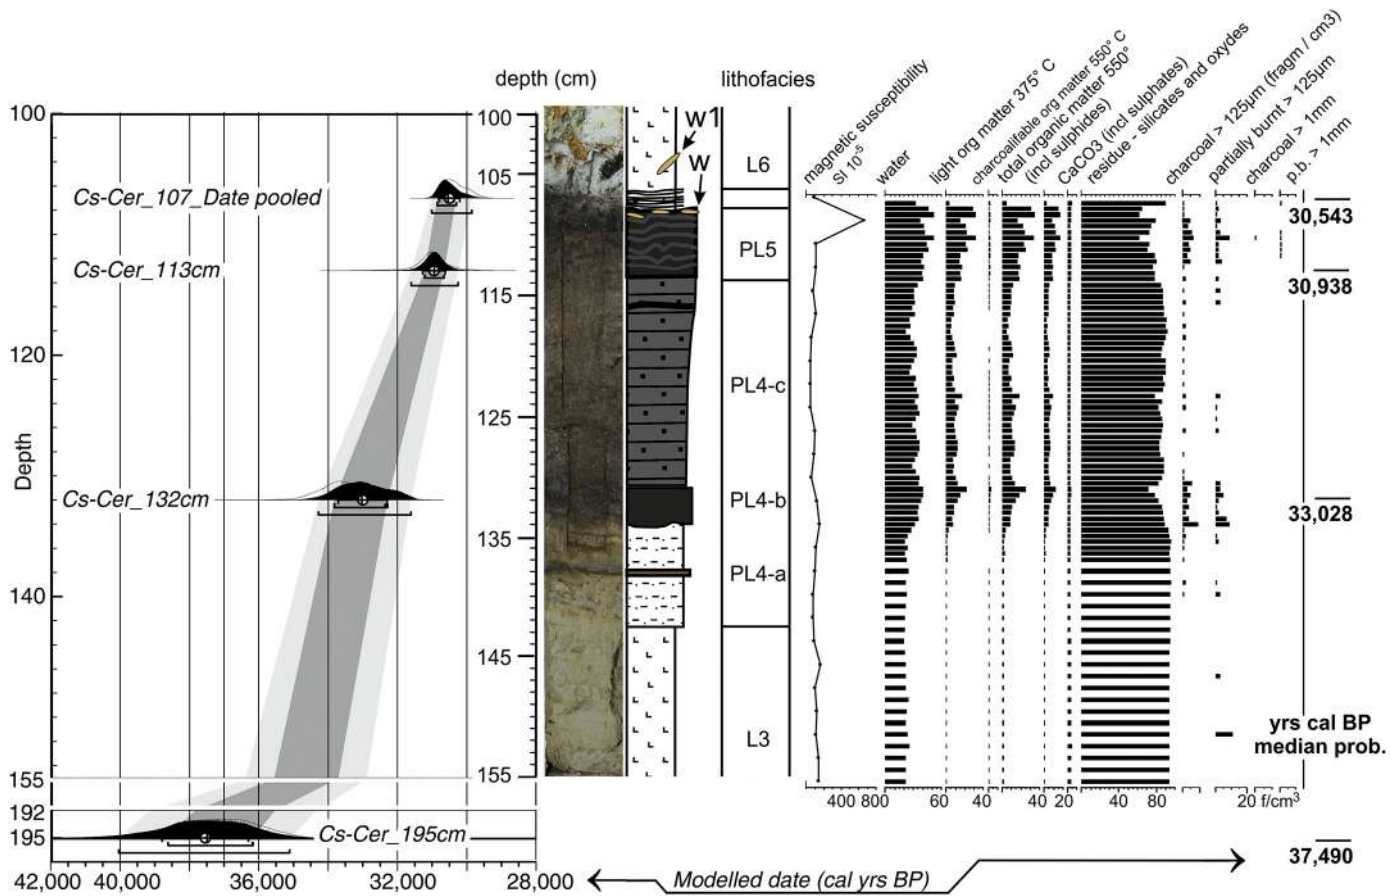 depth (cm)
lithofacies
magnetic susceptibility
SI 10-5
water
light org matter 375° C
charcoalifable org matter 550° C
total organic matter 550°
(incl sulphides)
CaCO3 (incl sulphates)
residue - silicates and oxydes
charcoal > 125µm (fragm / cm3)
partially burnt > 125µm
charcoal > 1mm
p.b. > 1mm
100
120
140
155
192
195
Depth
Cs-Cer_107_Date pooled
Cs-Cer_113cm
Cs-Cer_132cm
Cs-Cer_195cm
42,000
40,000
36,000
32,000
28,000
Modelled date (cal yrs BP)
100
105
115
125
135
145
155
w1
w
L6
PL5
PL4-c
PL4-b
PL4-a
L3
400 800
60
40
40
20
40 80
20 f/cm3
30,543
30,938
33,028
yrs cal BP
median prob.
37,490